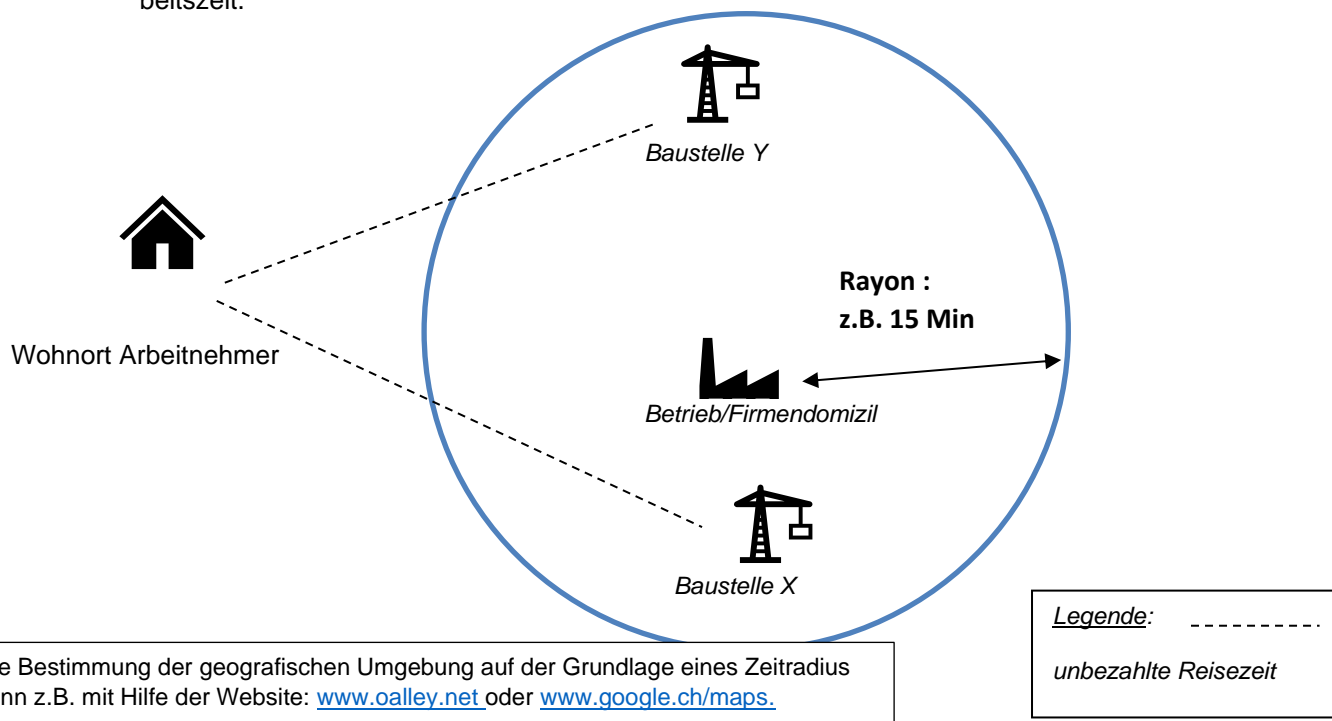 beitszeit.
Baustelle Y
Rayon :
z.B. 15 Min
Wohnort Arbeitnehmer
Betrieb/Firmendomizil
Baustelle X
Legende: ----------
unbezahlte Reisezeit
e Bestimmung der geografischen Umgebung auf der Grundlage eines Zeitradius
nn z.B. mit Hilfe der Website: www.oalley.net oder www.google.ch/maps.